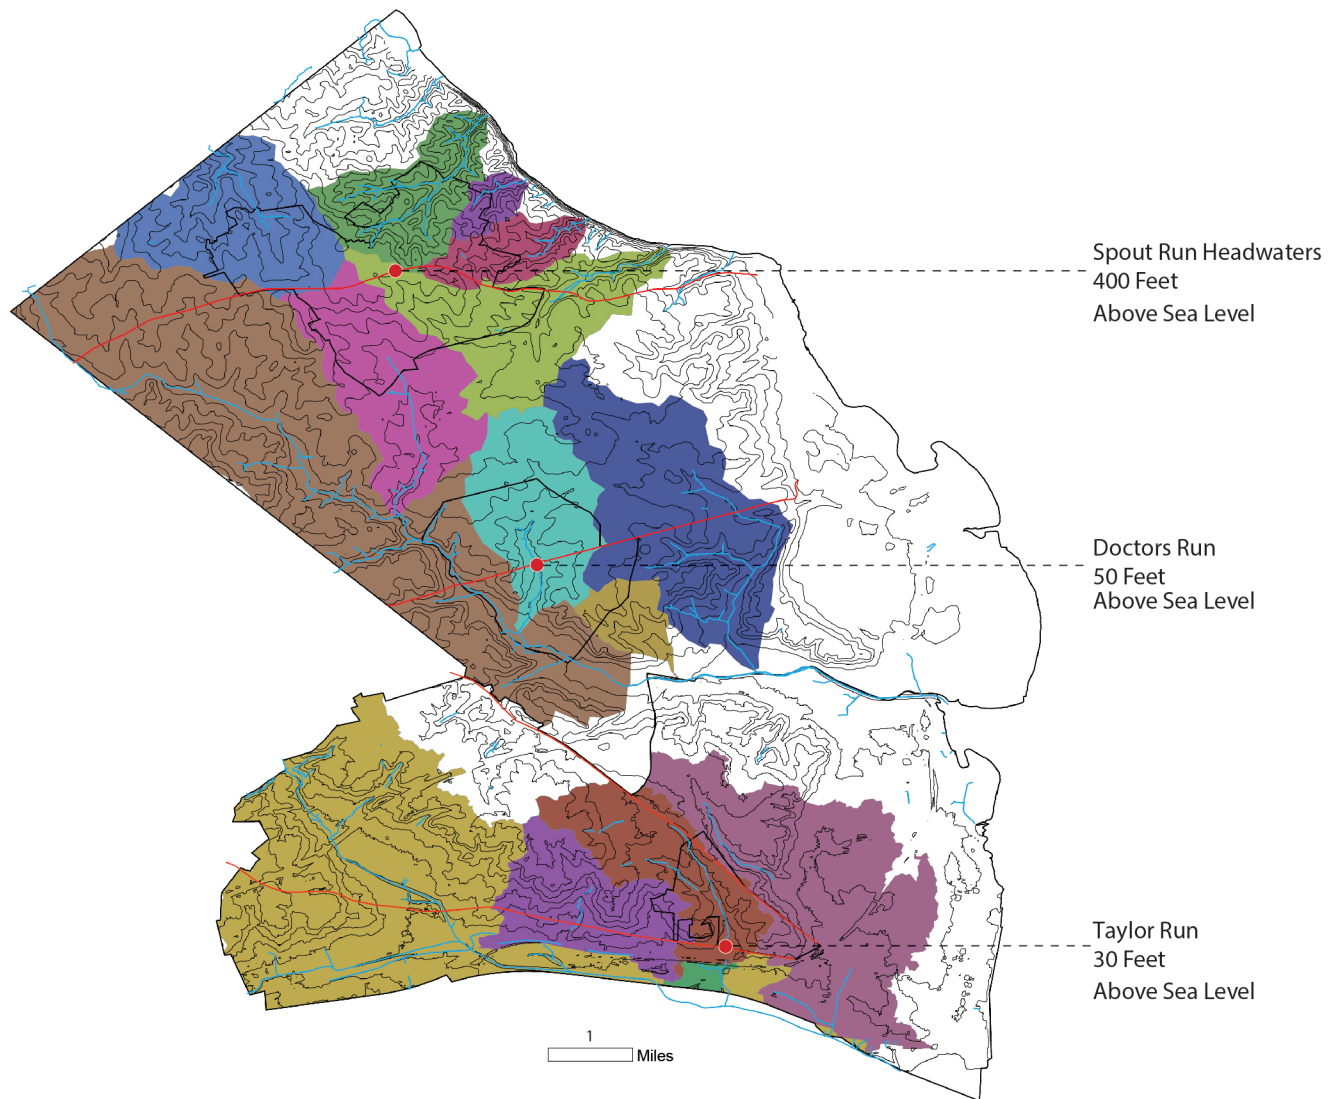 Spout Run Headwaters
400 Feet
Above Sea Level
Doctors Run
50 Feet
Above Sea Level
Taylor Run
30 Feet
Above Sea Level
1
Miles